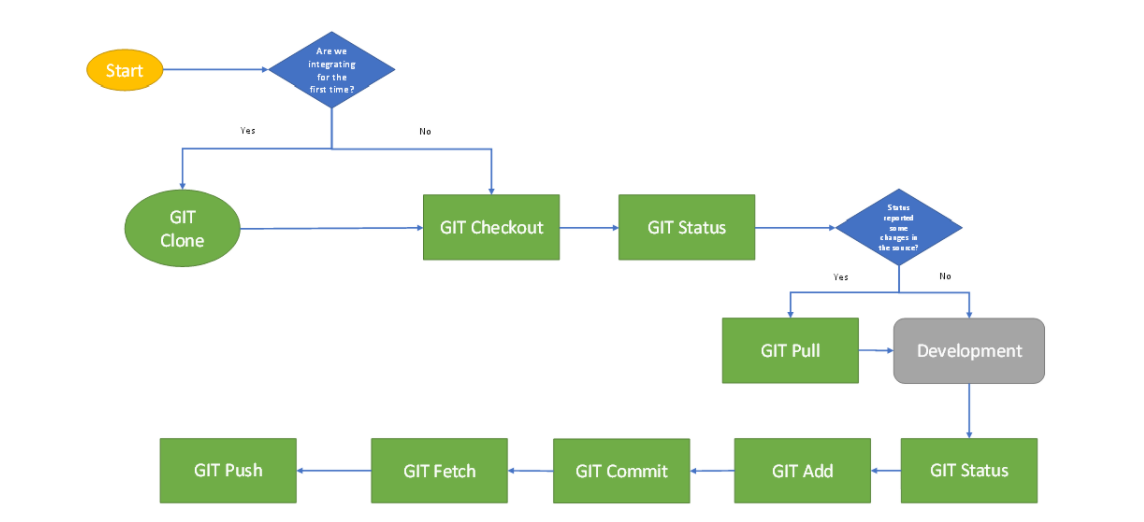 Start
Are we
integrating
for the
first time?
Yes
No
GIT
Clone
GIT Checkout
GIT Status
Status
reported
some
changes in
the source?
Yes
No
GIT Pull
Development
GIT Push
GIT Fetch
GIT Commit
GIT Add
GIT Status